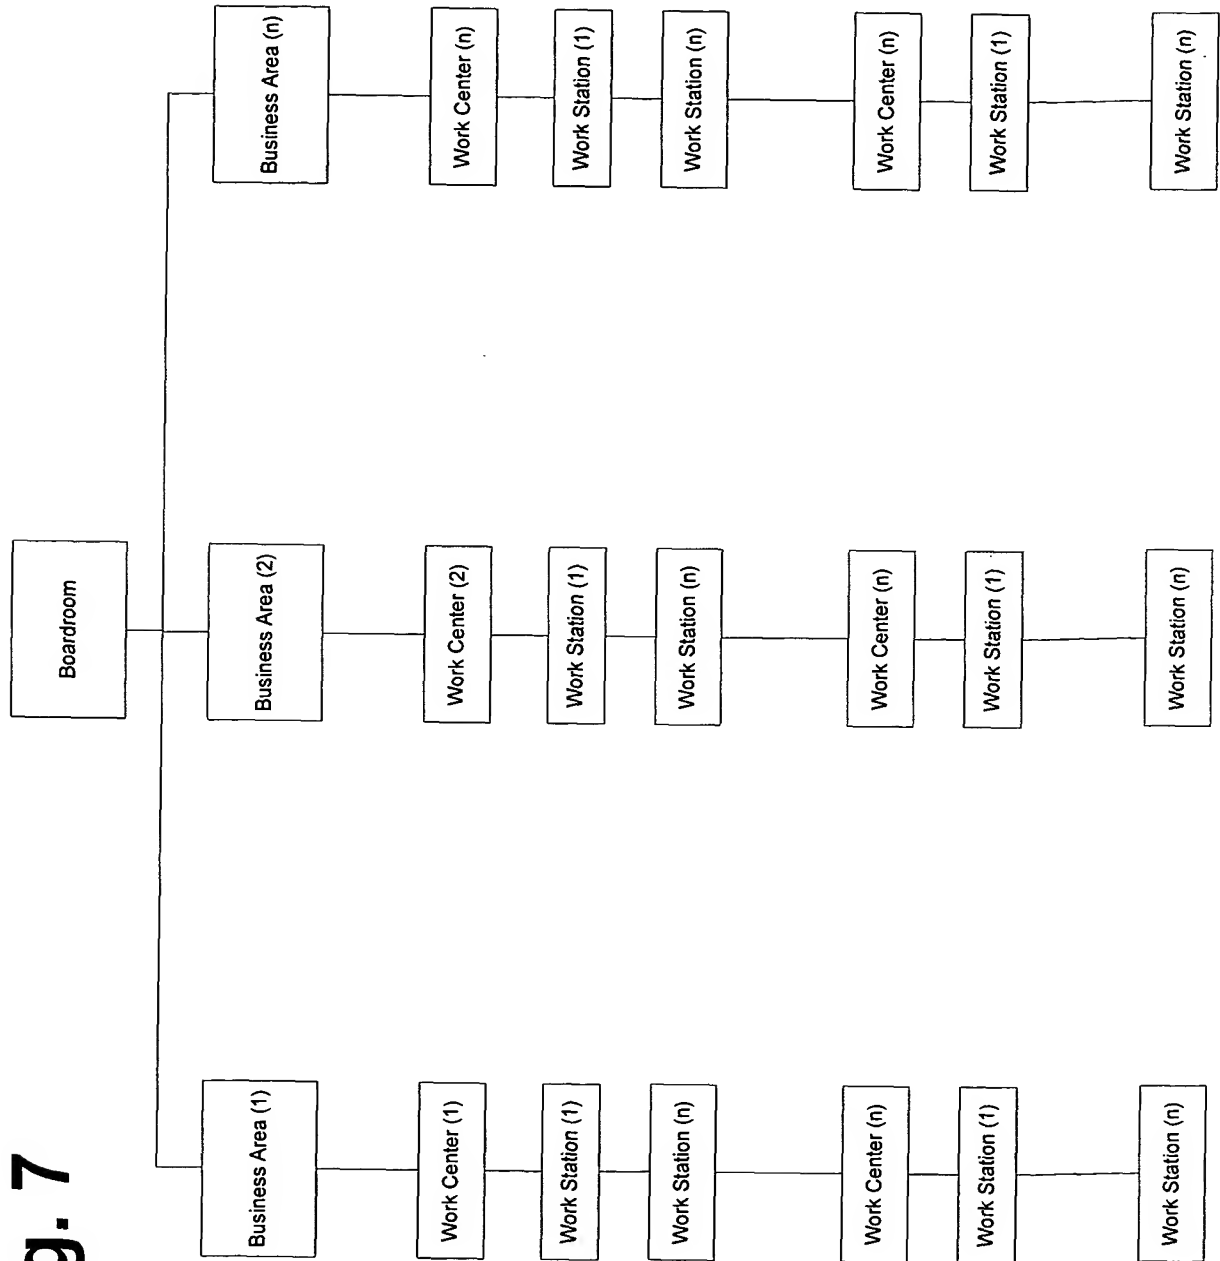 g. 7
Boardroom
Business Area (1)
Business Area (2)
Business Area (n)
Work Center (1)
Work Center (2)
Work Center (n)
Work Station (1)
Work Station (1)
Work Station (1)
Work Station (n)
Work Station (n)
Work Station (n)
Work Center (n)
Work Center (n)
Work Center (n)
Work Station (1)
Work Station (1)
Work Station (1)
Work Station (n)
Work Station (n)
Work Station (n)